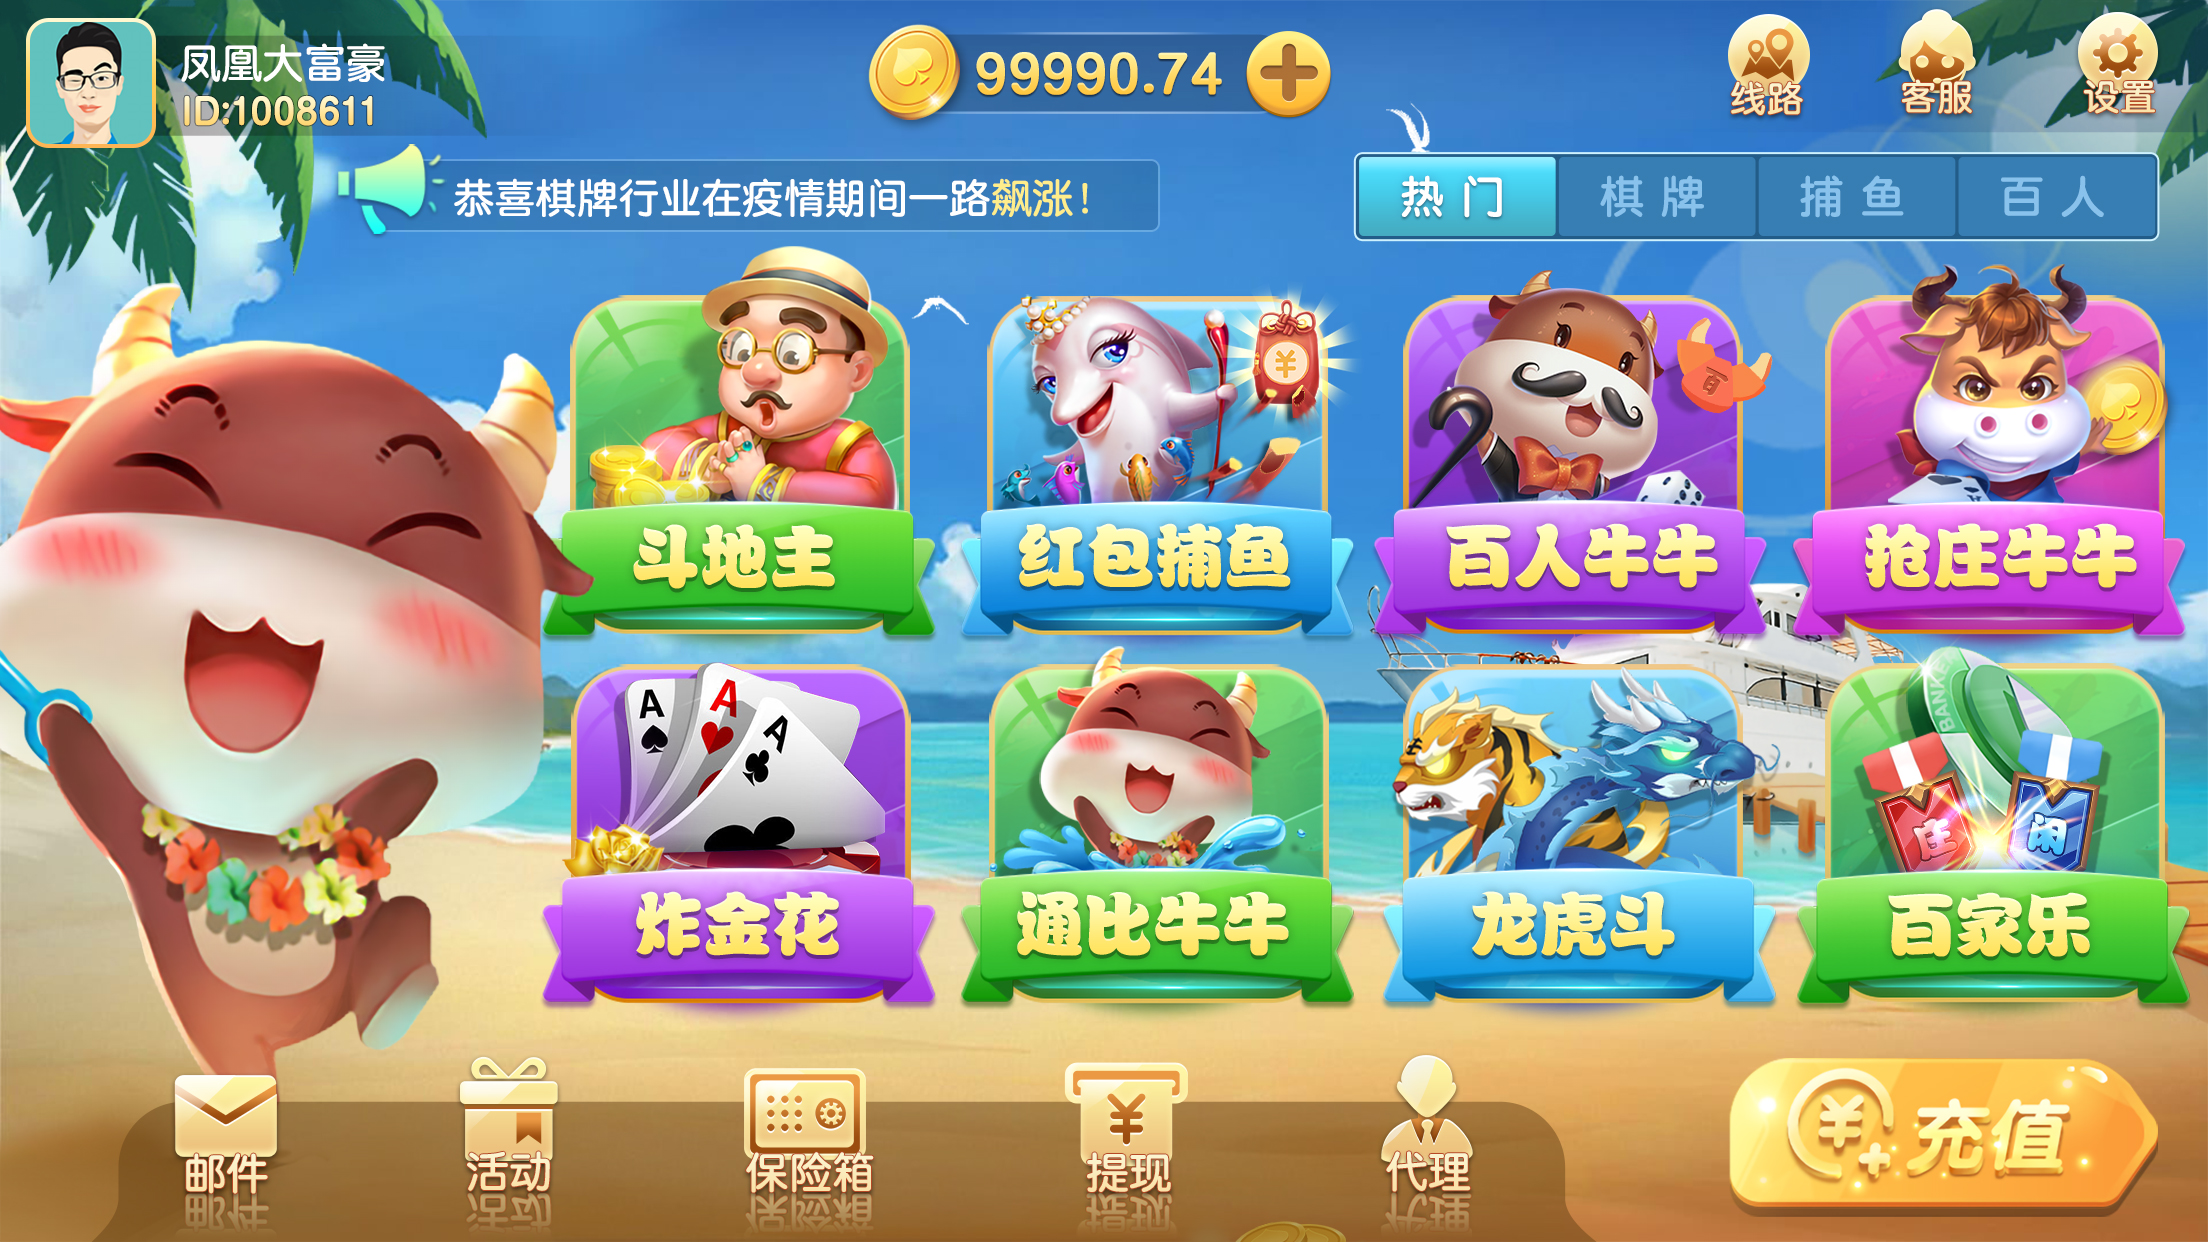 凤凰大富豪
ID:1008611
99990.74
线路
客服
设置
恭喜棋牌行业在疫情期间一路飙涨!
热门
棋牌
捕鱼
百人
¥
百
斗地主
红包捕鱼
百人牛牛
抢庄牛牛
A
A
A
BANK
庄
闲
炸金花
通比牛牛
龙虎斗
百家乐
邮件
活动
保险箱
¥
提现
代理
¥
充值